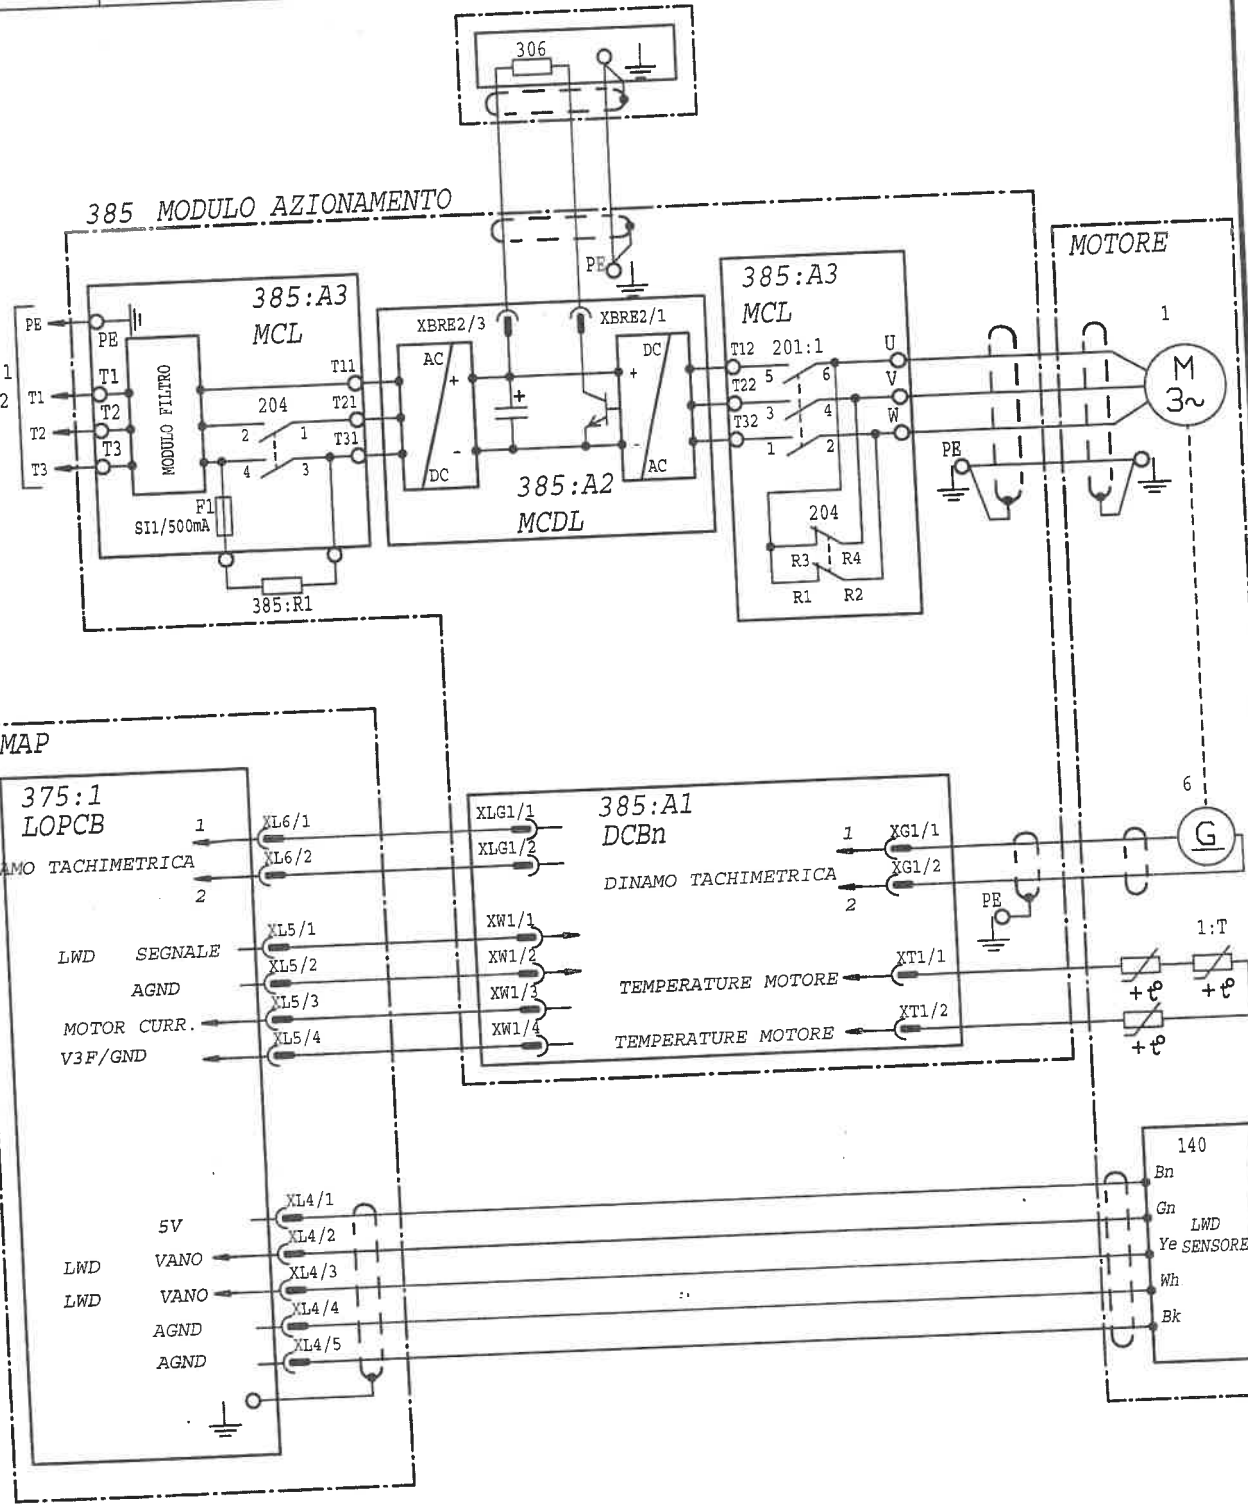 306
385 MODULO AZIONAMENTO
MOTORE
385:A3
MCL
PE
PE
T1
T1
T2
T2
T3
T3
1
2
MODULO FILTRO
204
2
1
4
3
T11
T21
T31
F1
SI1/500mA
385:R1
XBRE2/3
XBRE2/1
PE
AC
DC
+
-
+
DC
AC
+
-
385:A2
MCDL
385:A3
MCL
T12
T22
T32
201:1
5
6
3
4
1
2
U
V
W
204
R3
R4
R1
R2
PE
1
M
3~
MAP
375:1
LOPCB
1
AMO TACHIMETRICA
2
XL6/1
XL6/2
LWD SEGNALE
AGND
MOTOR CURR.
V3F/GND
XL5/1
XL5/2
XL5/3
XL5/4
XLG1/1
XLG1/2
XW1/1
XW1/2
XW1/3
XW1/4
385:A1
DCBn
1
DINAMO TACHIMETRICA
2
XG1/1
XG1/2
PE
6
G
TEMPERATURE MOTORE
TEMPERATURE MOTORE
XT1/1
XT1/2
1:T
+t°
+t°
+t°
5V
LWD VANO
LWD VANO
AGND
AGND
XL4/1
XL4/2
XL4/3
XL4/4
XL4/5
140
Bn
Gn
Ye
Wh
Bk
LWD
SENSORE